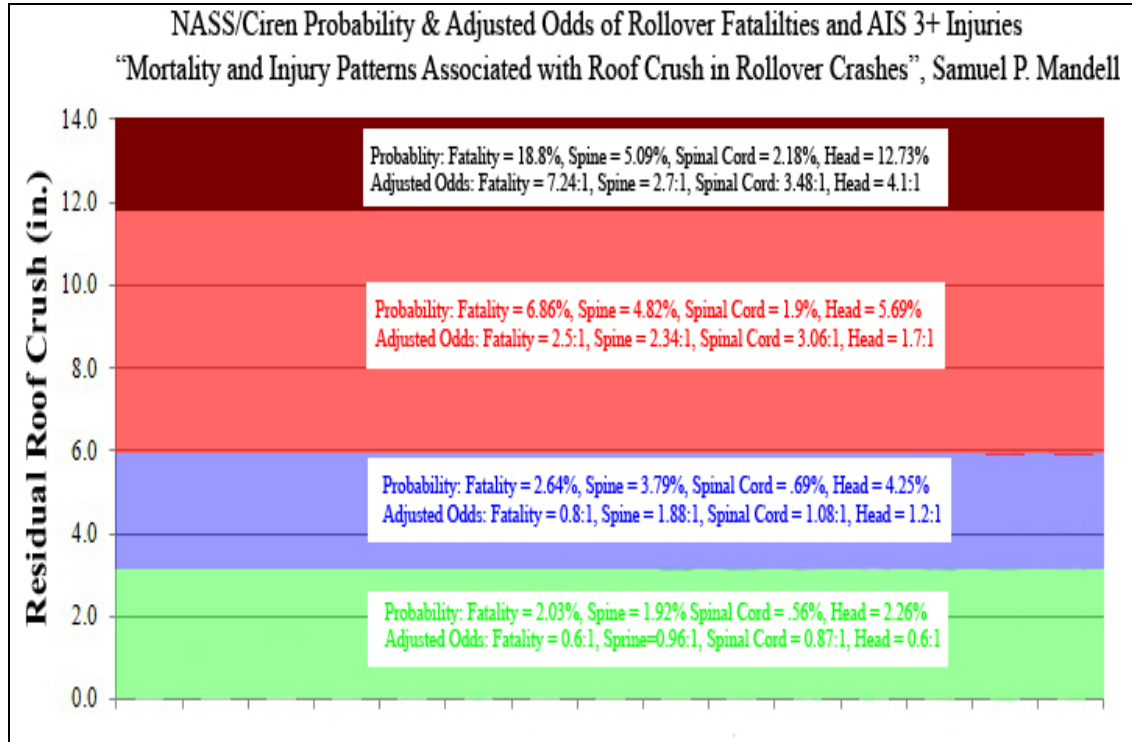 NASS/Ciren Probability & Adjusted Odds of Rollover Fatalilties and AIS 3+ Injuries
“Mortality and Injury Patterns Associated with Roof Crush in Rollover Crashes”, Samuel P. Mandell
Residual Roof Crush (in.)
14.0
Probablity: Fatality = 18.8%, Spine = 5.09%, Spinal Cord = 2.18%, Head = 12.73%
Adjusted Odds: Fatality = 7.24:1, Spine = 2.7:1, Spinal Cord: 3.48:1, Head = 4.1:1
12.0
10.0
Probability: Fatality = 6.86%, Spine = 4.82%, Spinal Cord = 1.9%, Head = 5.69%
Adjusted Odds: Fatality = 2.5:1, Spine = 2.34:1, Spinal Cord = 3.06:1, Head = 1.7:1
8.0
6.0
Probability: Fatality = 2.64%, Spine = 3.79%, Spinal Cord = .69%, Head = 4.25%
Adjusted Odds: Fatality = 0.8:1, Spine = 1.88:1, Spinal Cord = 1.08:1, Head = 1.2:1
4.0
2.0
Probability: Fatality = 2.03%, Spine = 1.92% Spinal Cord = .56%, Head = 2.26%
Adjusted Odds: Fatality = 0.6:1, Sprine=0.96:1, Spinal Cord = 0.87:1, Head = 0.6:1
0.0